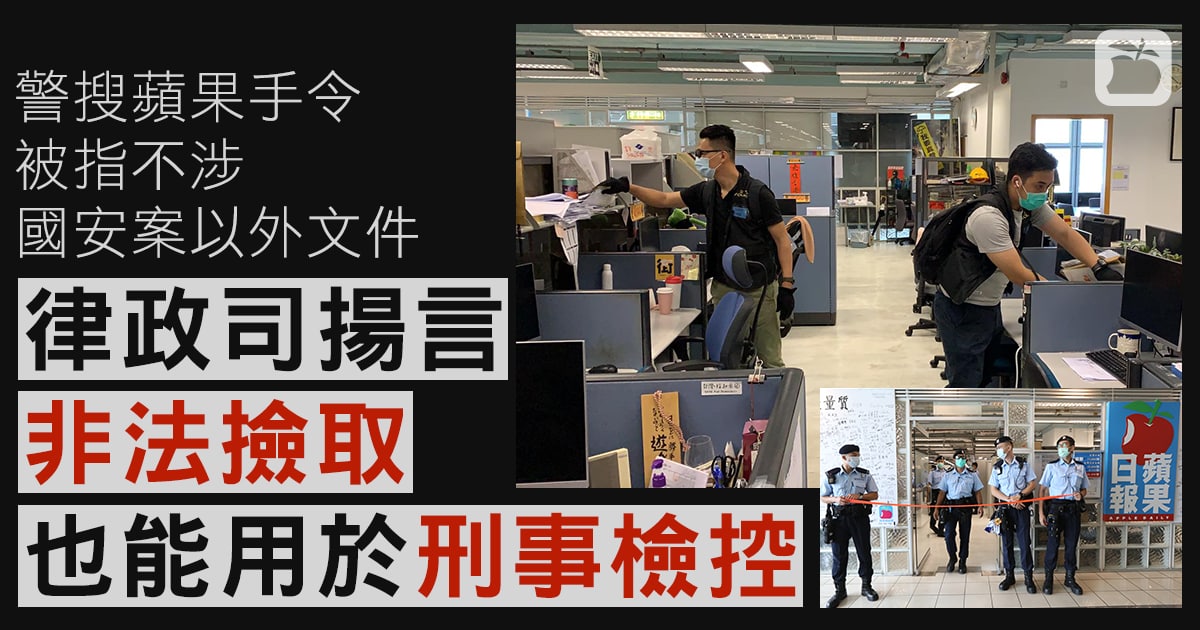 警搜蘋果手令
被指不涉
國安案以外文件
律政司揚言
非法撿取
也能用於刑事檢控
量質
蘋果
日報
APPLE DAILY